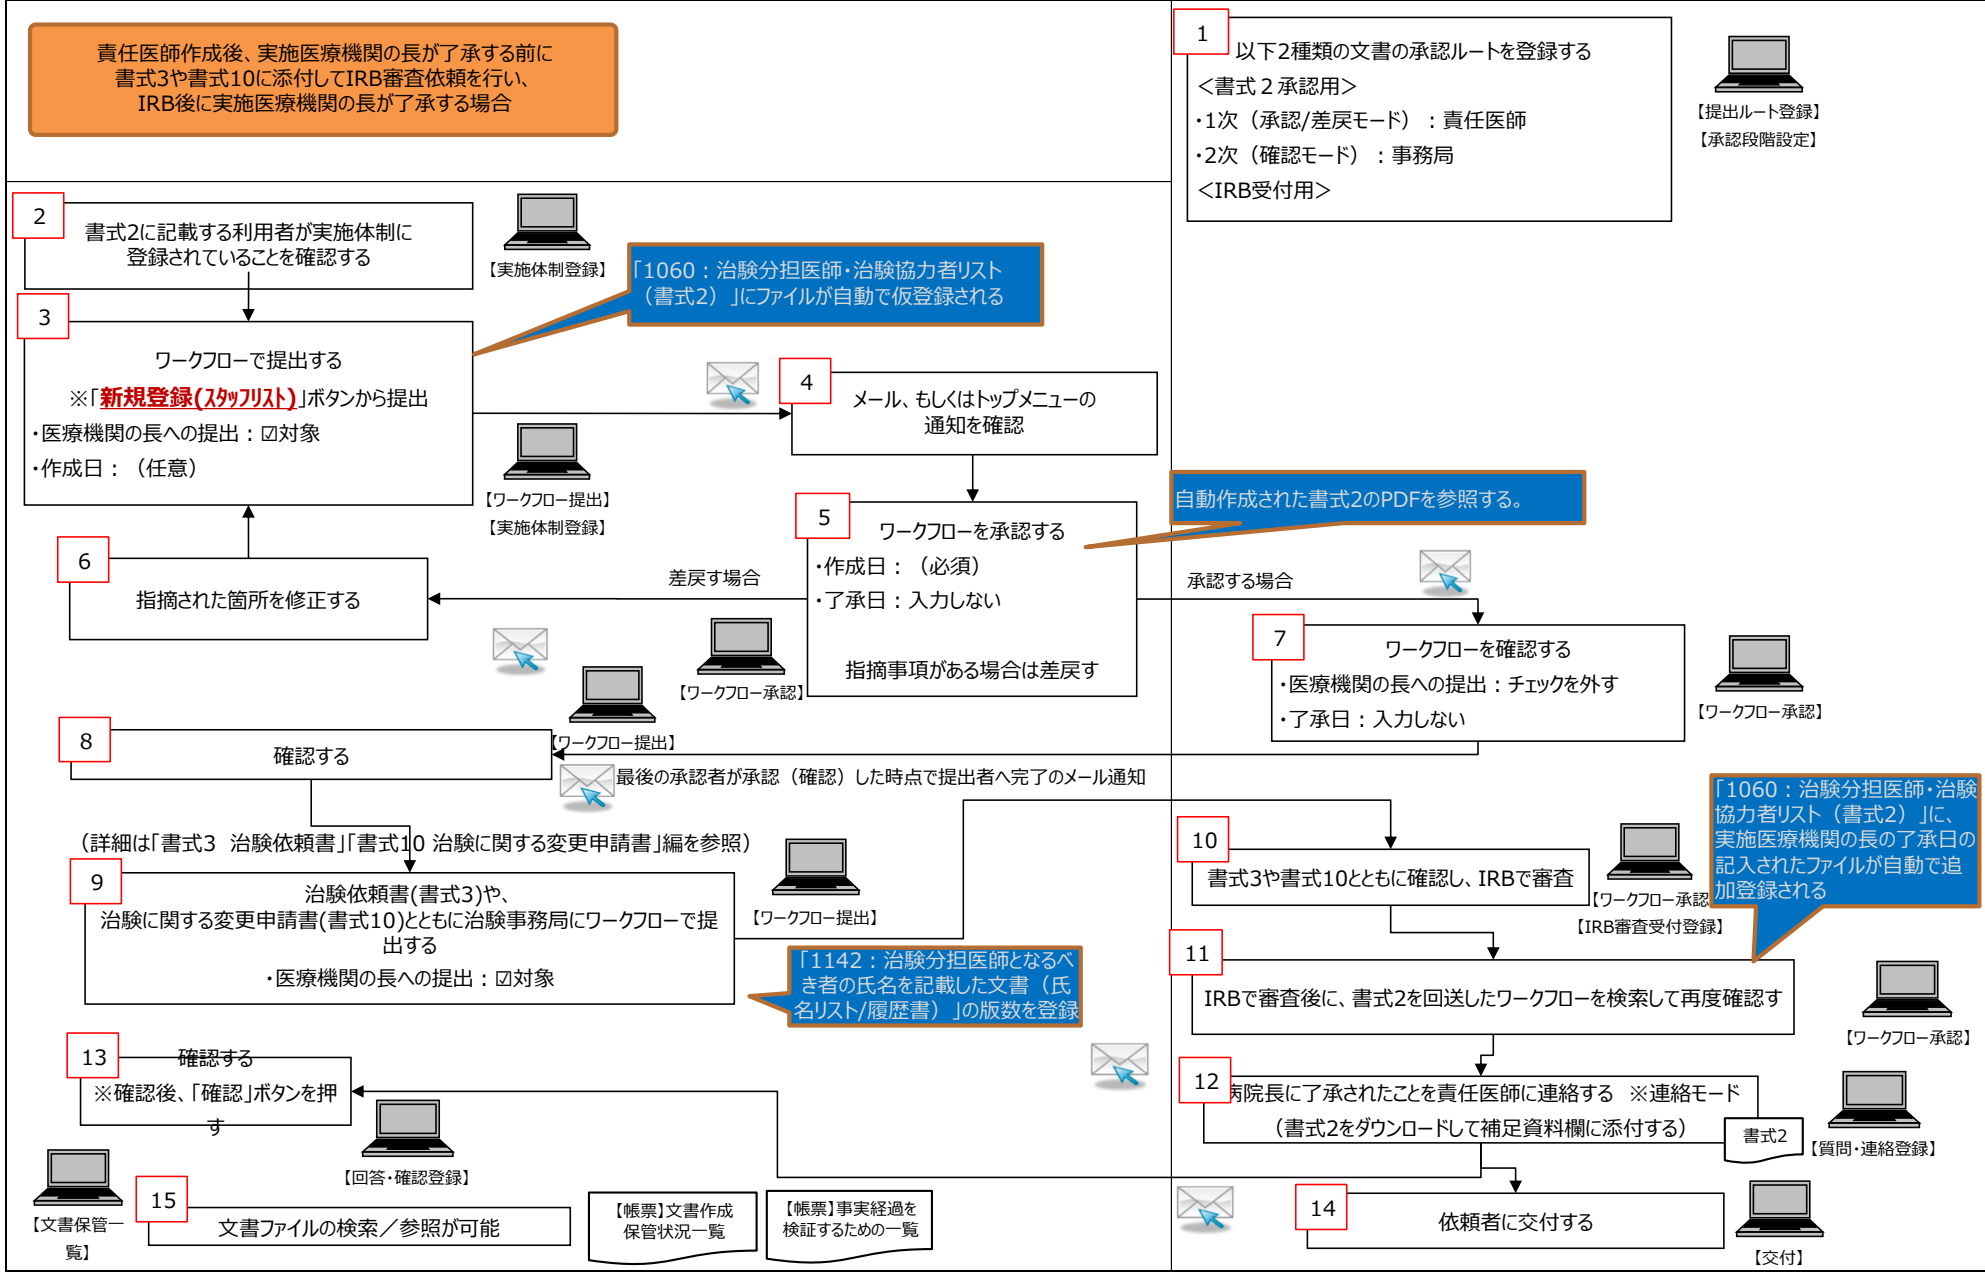 責任医師作成後、実施医療機関の長が了承する前に
書式3や書式10に添付してIRB審査依頼を行い、
IRB後に実施医療機関の長が了承する場合
1
以下2種類の文書の承認ルートを登録する
＜書式２承認用＞
・1次（承認/差戻モード）：責任医師
・2次（確認モード）：事務局
＜IRB受付用＞
【提出ルート登録】
【承認段階設定】
2
書式2に記載する利用者が実施体制に
登録されていることを確認する
【実施体制登録】
「1060：治験分担医師・治験協力者リスト
（書式2）」にファイルが自動で仮登録される
3
ワークフローで提出する
※「新規登録(ｽﾀｯﾌﾘｽﾄ)」ボタンから提出
・医療機関の長への提出：☑対象
・作成日：（任意）
【ワークフロー提出】
【実施体制登録】
4
メール、もしくはトップメニューの
通知を確認
自動作成された書式2のPDFを参照する。
5
ワークフローを承認する
・作成日：（必須）
・了承日：入力しない
指摘事項がある場合は差戻す
【ワークフロー承認】
差戻す場合
承認する場合
6
指摘された箇所を修正する
7
ワークフローを確認する
・医療機関の長への提出：チェックを外す
・了承日：入力しない
【ワークフロー承認】
8
確認する
【ワークフロー提出】
最後の承認者が承認（確認）した時点で提出者へ完了のメール通知
（詳細は「書式3 治験依頼書」「書式10 治験に関する変更申請書」編を参照）
9
治験依頼書(書式3)や、
治験に関する変更申請書(書式10)とともに治験事務局にワークフローで提
出する
・医療機関の長への提出：☑対象
【ワークフロー提出】
「1142：治験分担医師となるべ
き者の氏名を記載した文書（氏
名リスト/履歴書）」の版数を登録
10
書式3や書式10とともに確認し、IRBで審査
【ワークフロー承認
【IRB審査受付登録】
「1060：治験分担医師・治験
協力者リスト（書式2）」に、
実施医療機関の長の了承日の
記入されたファイルが自動で追
加登録される
11
IRBで審査後に、書式2を回送したワークフローを検索して再度確認す
【ワークフロー承認】
12
病院長に了承されたことを責任医師に連絡する ※連絡モード
（書式2をダウンロードして補足資料欄に添付する）
書式2
【質問・連絡登録】
13
確認する
※確認後、「確認」ボタンを押
す
【回答・確認登録】
14
依頼者に交付する
【交付】
15
文書ファイルの検索／参照が可能
【文書保管一
覧】
【帳票】文書作成
保管状況一覧
【帳票】事実経過を
検証するための一覧